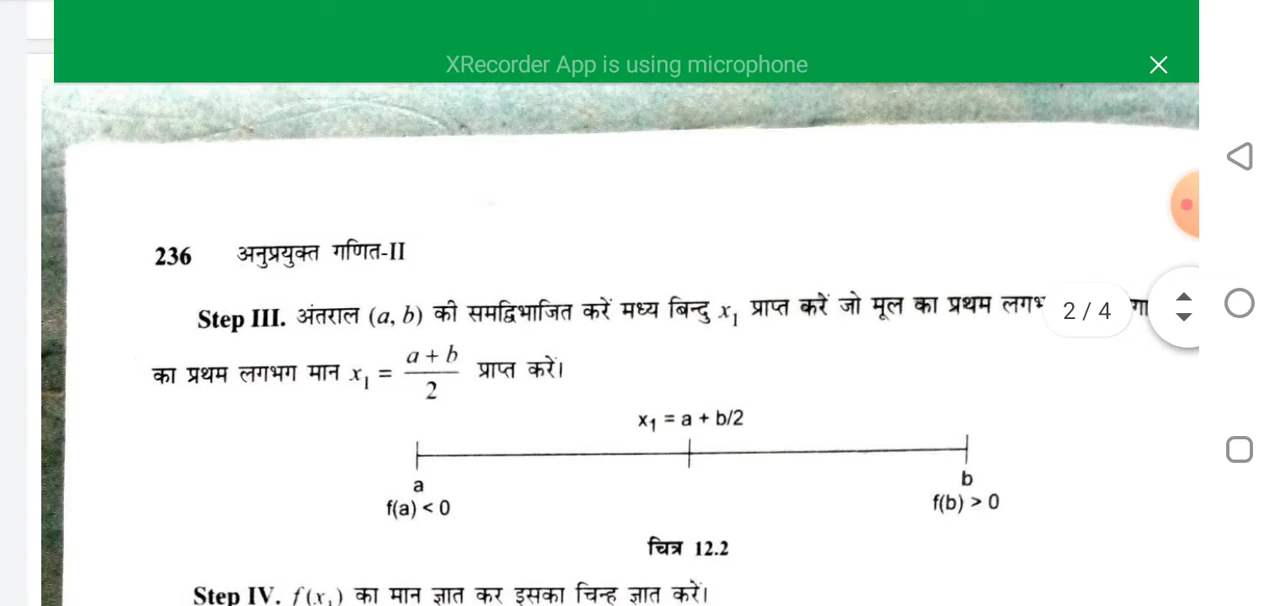 XRecorder App is using microphone
236 अनुप्रयुक्त गणित-II
Step III. अंतराल (a, b) की समद्विभाजित करें मध्य बिन्दु x₁ प्राप्त करें जो मूल का प्रथम
2 / 4
का प्रथम लगभग मान x₁ = (a + b)/2 प्राप्त करें।
x₁ = a + b/2
a
b
f(a) < 0
f(b) > 0
चित्र 12.2
Step IV. f(x₁) का मान ज्ञात कर इसका चिन्ह ज्ञात करें।